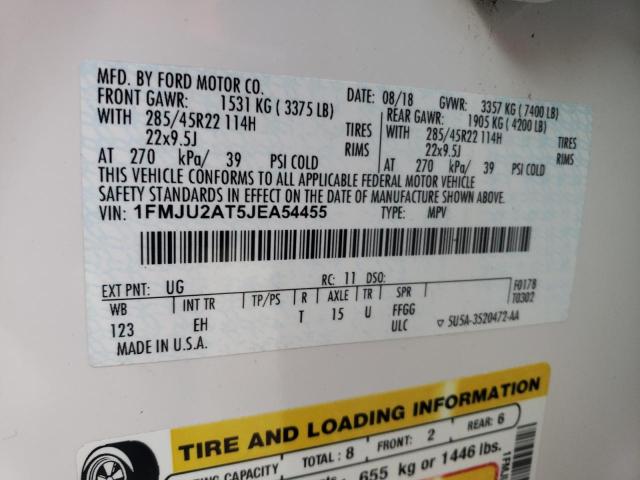 MFD. BY FORD MOTOR CO.
DATE: 08/18 GVWR: 3357 KG (7400 LB)
FRONT GAWR: 1531 KG (3375 LB) REAR GAWR: 1905 KG (4200 LB)
WITH 285/45R22 114H TIRES WITH 285/45R22 114H TIRES
22x9.5J RIMS 22x9.5J RIMS
AT 270 kPa/ 39 PSI COLD AT 270 kPa/ 39 PSI COLD
THIS VEHICLE CONFORMS TO ALL APPLICABLE FEDERAL MOTOR VEHICLE
SAFETY STANDARDS IN EFFECT ON THE DATE OF MANUFACTURE SHOWN ABOVE.
VIN: 1FMJU2AT5JEA54455 TYPE: MPV
EXT PNT: UG RC: 11 DSO: F0178
T0302
WB INT TR TP/PS R AXLE TR SPR
123 EH T 15 U FFGG
ULC ▽ 5U5A-3520472-AA
MADE IN U.S.A.
TIRE AND LOADING INFORMATION
SEATING CAPACITY TOTAL: 8 FRONT: 2 REAR: 6
655 kg or 1446 lbs.